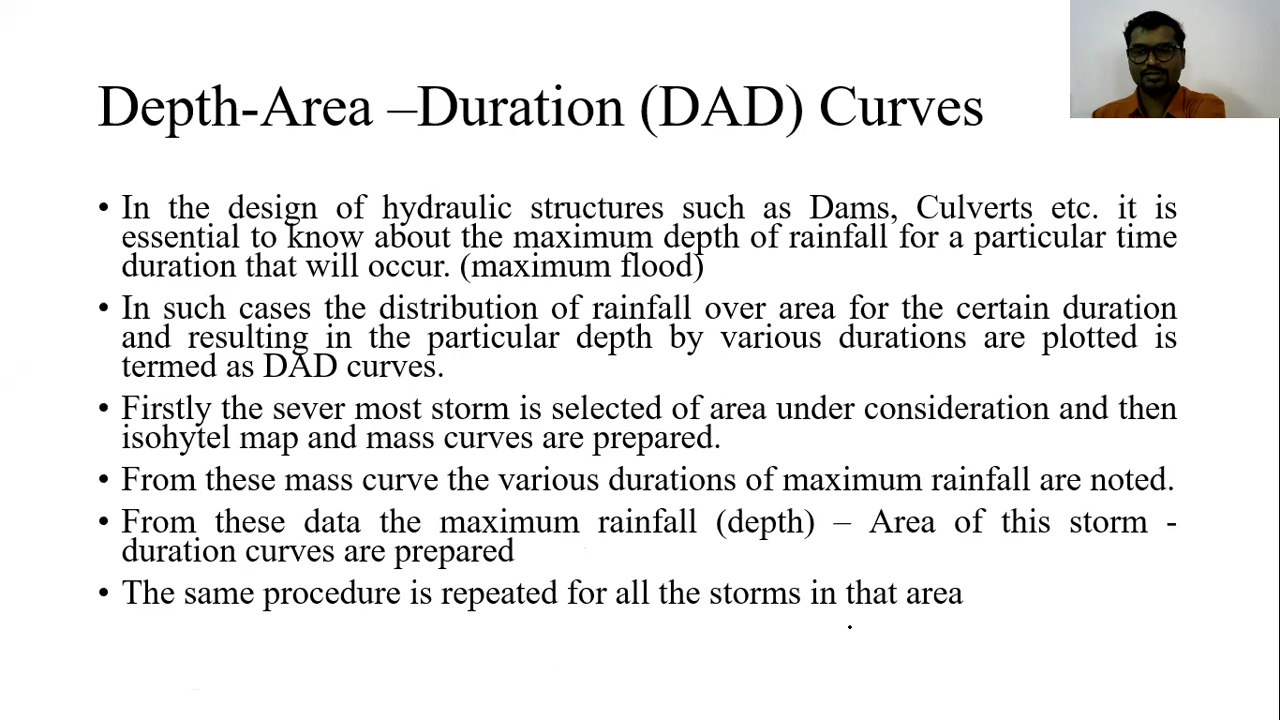 Depth-Area –Duration (DAD) Curves
• In the design of hydraulic structures such as Dams, Culverts etc. it is
essential to know about the maximum depth of rainfall for a particular time
duration that will occur. (maximum flood)
• In such cases the distribution of rainfall over area for the certain duration
and resulting in the particular depth by various durations are plotted is
termed as DAD curves.
• Firstly the sever most storm is selected of area under consideration and then
isohytel map and mass curves are prepared.
• From these mass curve the various durations of maximum rainfall are noted.
• From these data the maximum rainfall (depth) – Area of this storm -
duration curves are prepared
• The same procedure is repeated for all the storms in that area